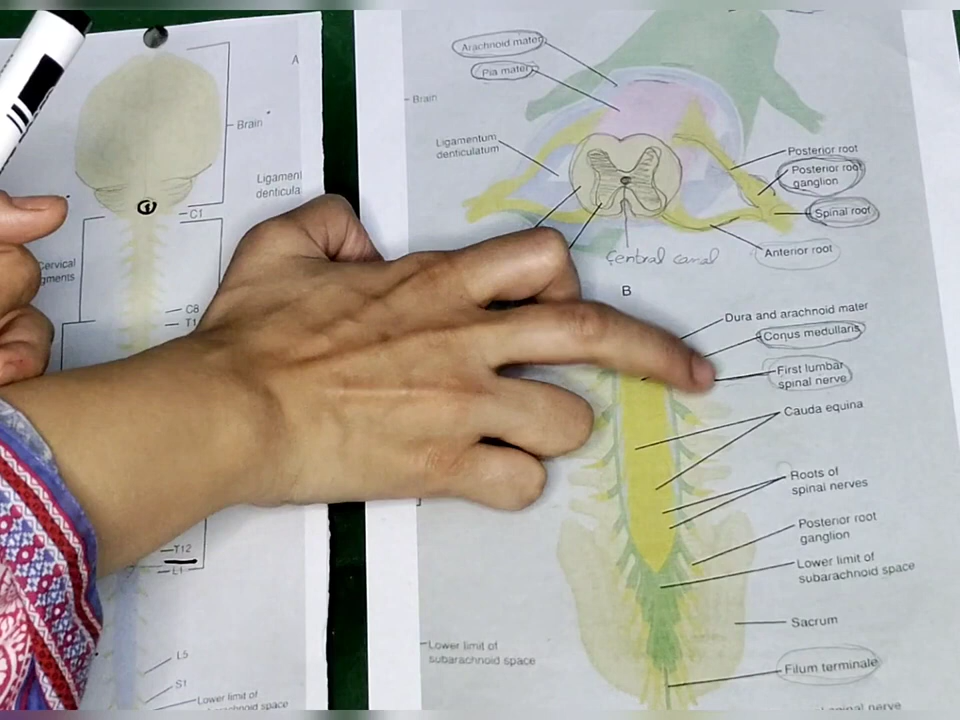 A
Brain
Ligament
denticula
C1
Cervical
gments
C8
T1
T12
L1
L5
S1
Lower limit of
subarachnoid space
Arachnoid mater
Pia mater
Brain
Ligamentum
denticulatum
Posterior root
Posterior root
ganglion
Spinal root
Anterior root
central canal
B
Dura and arachnoid mater
Conus medullaris
First lumbar
spinal nerve
Cauda equina
Roots of
spinal nerves
Posterior root
ganglion
Lower limit of
subarachnoid space
Sacrum
Lower limit of
subarachnoid space
Filum terminale
spinal nerve